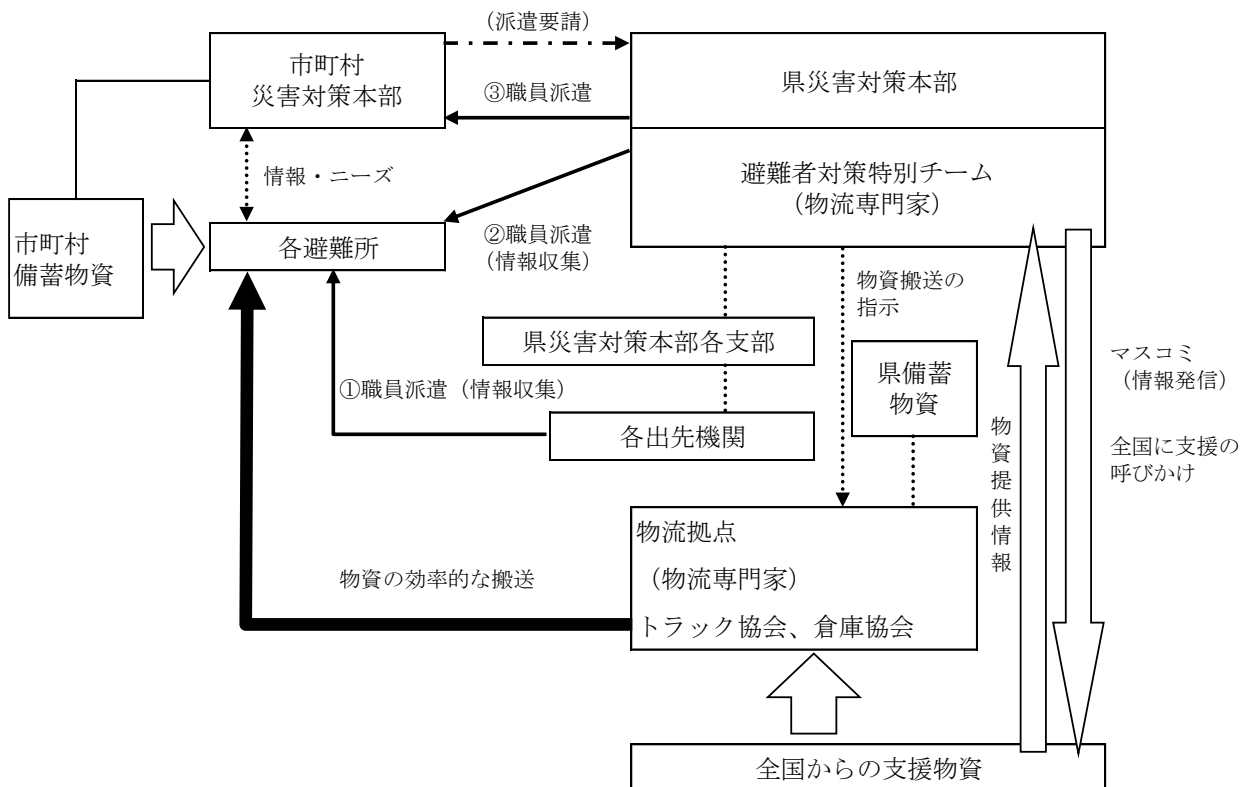 （派遣要請）
市町村
災害対策本部
県災害対策本部
③職員派遣
避難者対策特別チーム
（物流専門家）
情報・ニーズ
市町村
備蓄物資
各避難所
②職員派遣
（情報収集）
物資搬送の
指示
県災害対策本部各支部
マスコミ
（情報発信）
県備蓄
物資
①職員派遣（情報収集）
各出先機関
物資提供情報
全国に支援の
呼びかけ
物流拠点
（物流専門家）
トラック協会、倉庫協会
物資の効率的な搬送
全国からの支援物資